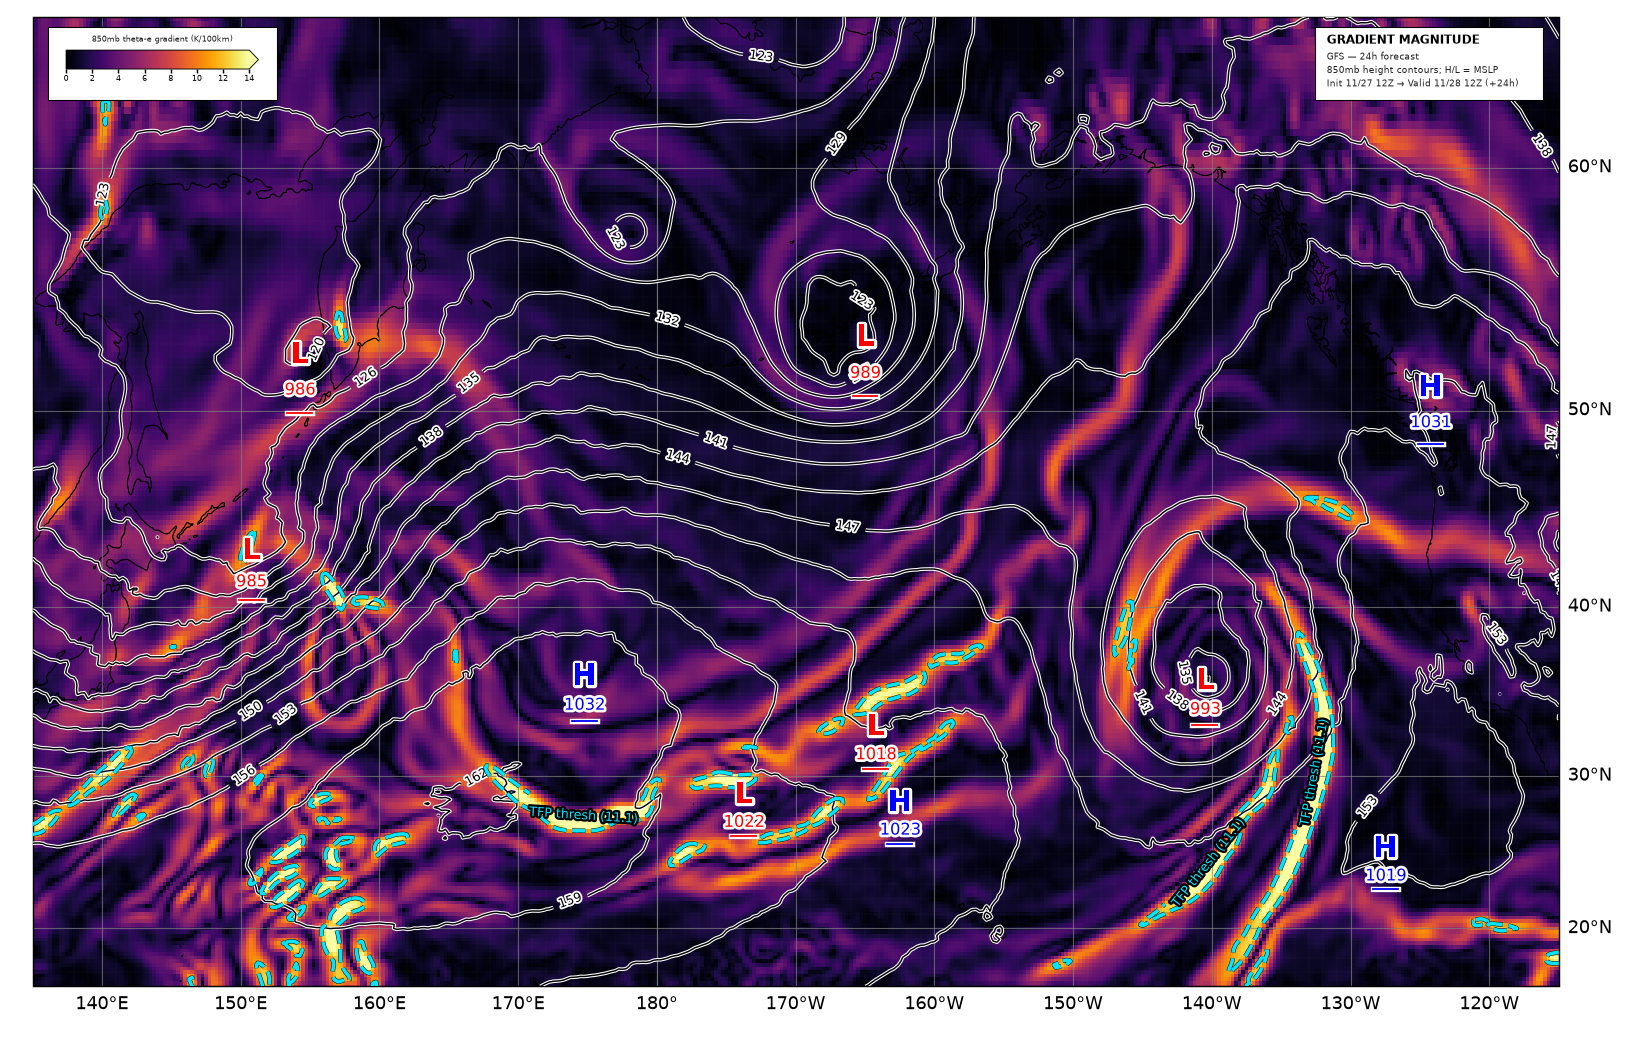 850mb theta-e gradient (K/100km)
0 2 4 6 8 10 12 14
GRADIENT MAGNITUDE
GFS — 24h forecast
850mb height contours; H/L = MSLP
Init 11/27 12Z → Valid 11/28 12Z (+24h)
123
129
138
60°N
123
123
123
132
L
989
L
986
120
126
135
50°N
H
1031
138
141
144
147
147
L
985
40°N
153
H
1032
135
138
L
993
141
144
150
153
L
1018
30°N
156
162
TFP thresh (11.1)
L
1022
H
1023
TFP thresh (11.1)
TFP thresh (11.1)
153
H
1019
159
20°N
140°E 150°E 160°E 170°E 180° 170°W 160°W 150°W 140°W 130°W 120°W